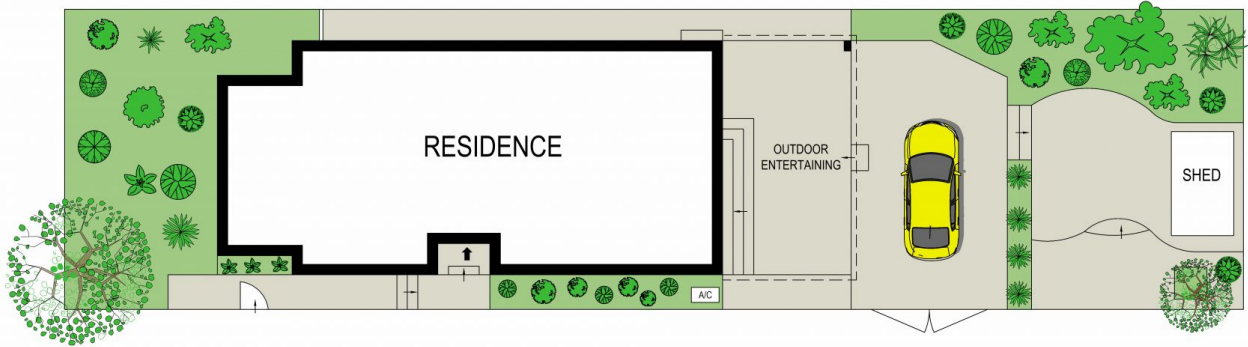 RESIDENCE
OUTDOOR
ENTERTAINING
SHED
A/C